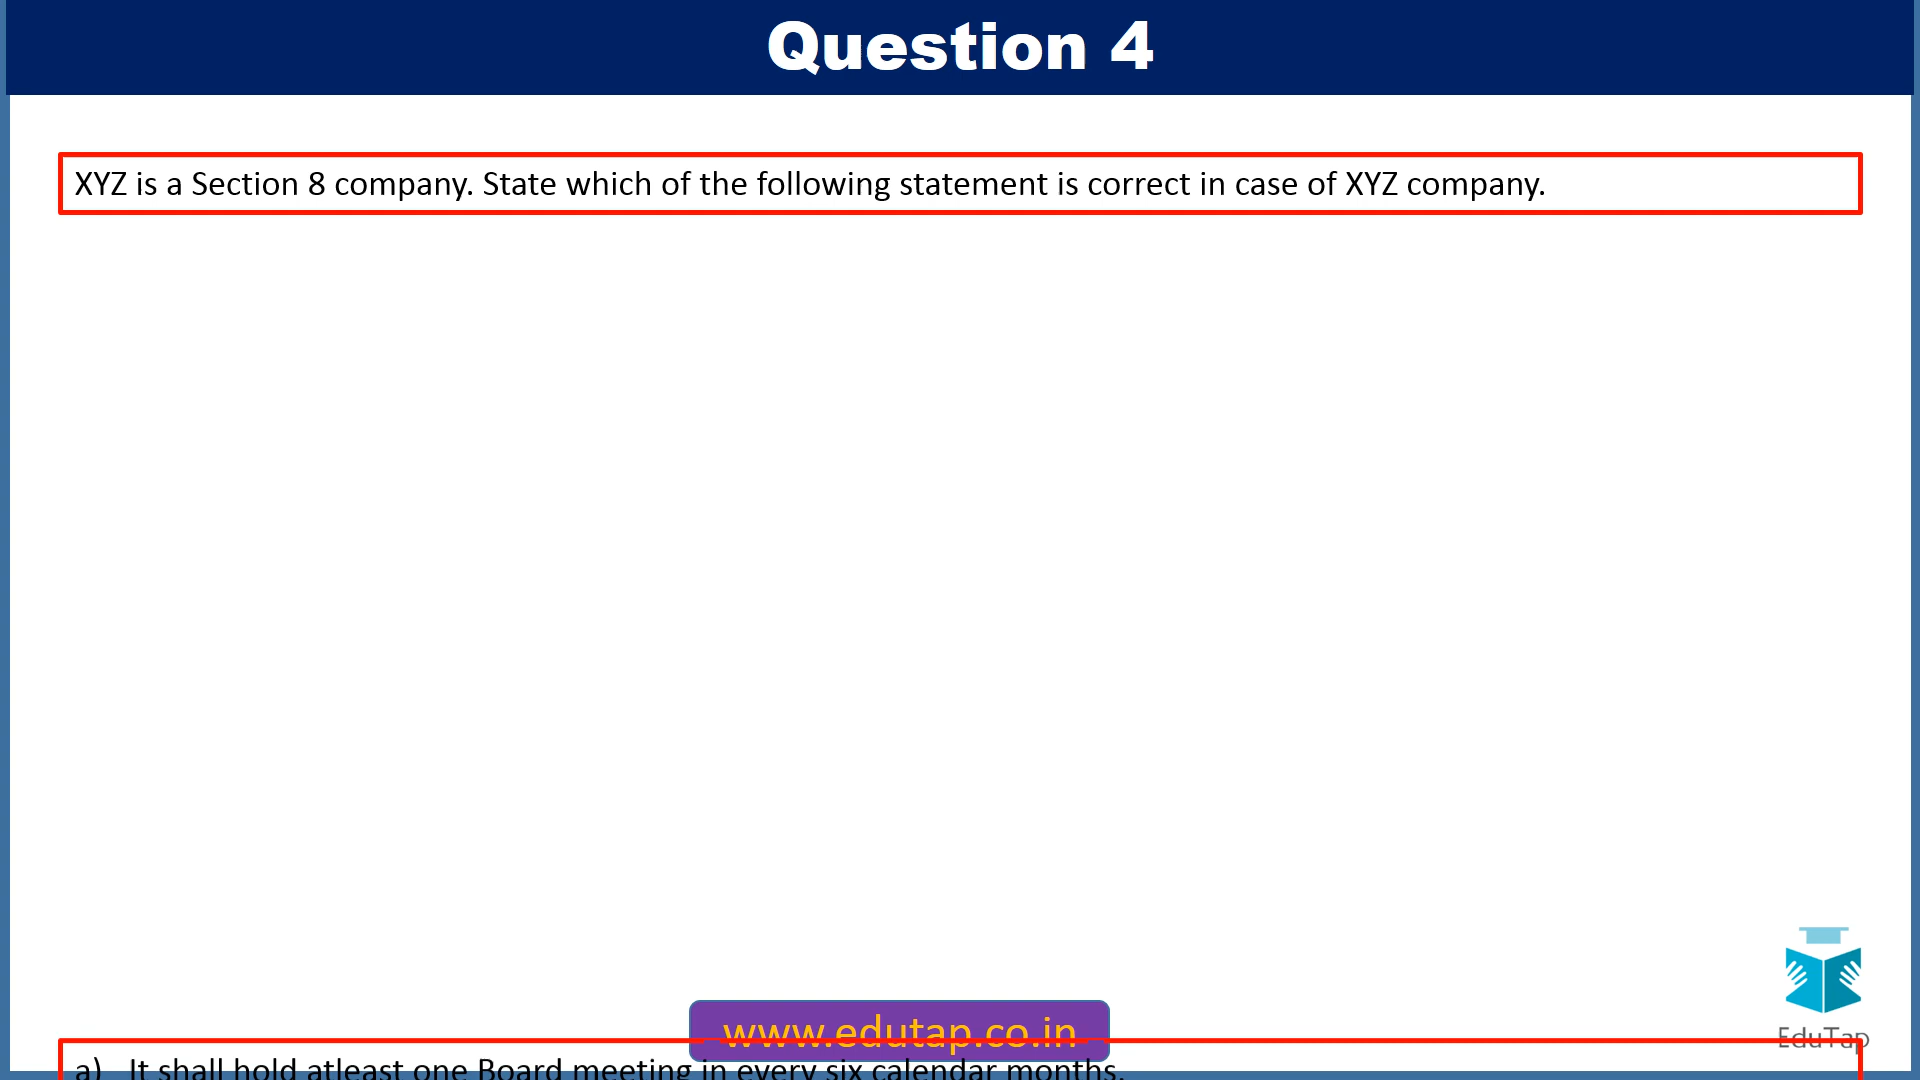 Question 4
XYZ is a Section 8 company. State which of the following statement is correct in case of XYZ company.
EduTap
www.edutap.co.in
a) It shall hold atleast one Board meeting in every six calendar months.